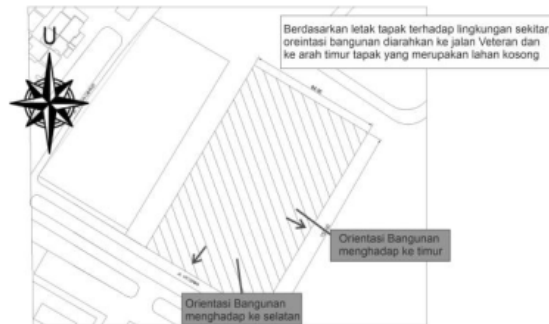 Berdasarkan letak tapak terhadap lingkungan sekitar,
oreintasi bangunan diarahkan ke jalan Veteran dan
ke arah timur tapak yang merupakan lahan kosong
U
Orientasi Bangunan
menghadap ke timur
Orientasi Bangunan
menghadap ke selatan